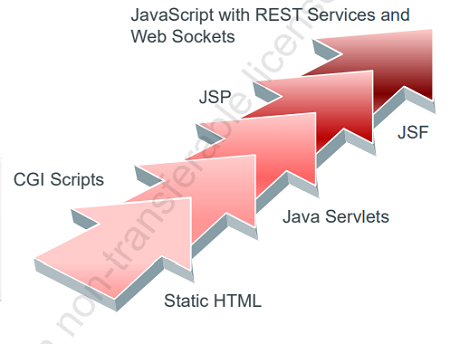 JavaScript with REST Services and
Web Sockets
JSP
JSF
CGI Scripts
Java Servlets
Static HTML
non-transferable licens